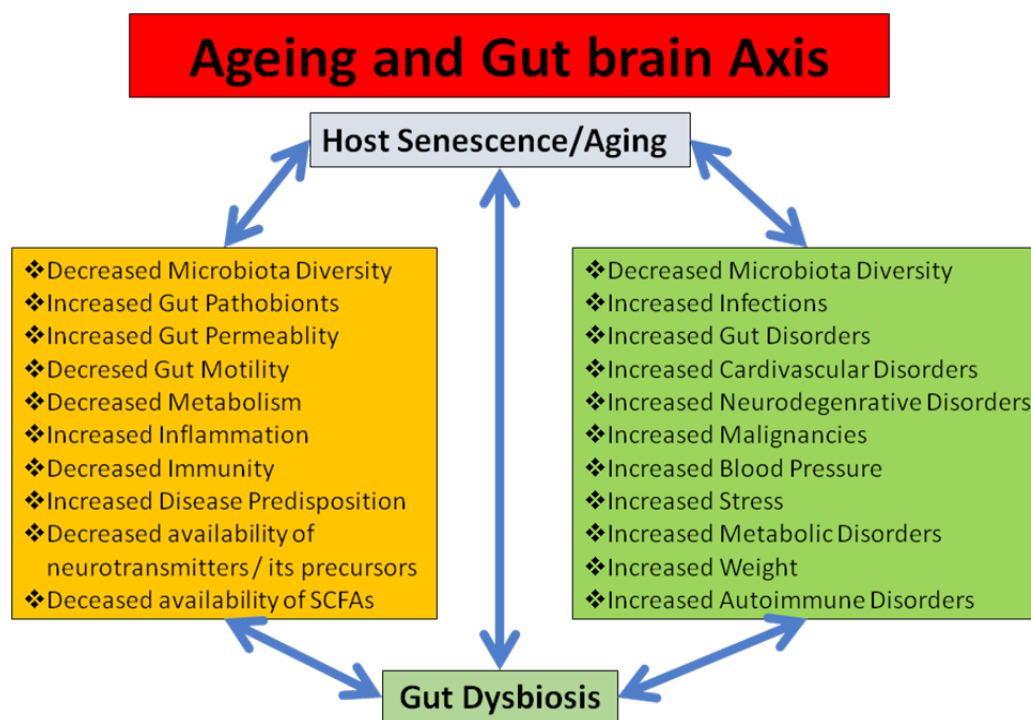 Ageing and Gut brain Axis
Host Senescence/Aging
❖Decreased Microbiota Diversity
❖Increased Gut Pathobionts
❖Increased Gut Permeablity
❖Decresed Gut Motility
❖Decreased Metabolism
❖Increased Inflammation
❖Decreased Immunity
❖Increased Disease Predisposition
❖Decreased availability of
neurotransmitters / its precursors
❖Deceased availability of SCFAs
❖Decreased Microbiota Diversity
❖Increased Infections
❖Increased Gut Disorders
❖Increased Cardivascular Disorders
❖Increased Neurodegenrative Disorders
❖Increased Malignancies
❖Increased Blood Pressure
❖Increased Stress
❖Increased Metabolic Disorders
❖Increased Weight
❖Increased Autoimmune Disorders
Gut Dysbiosis